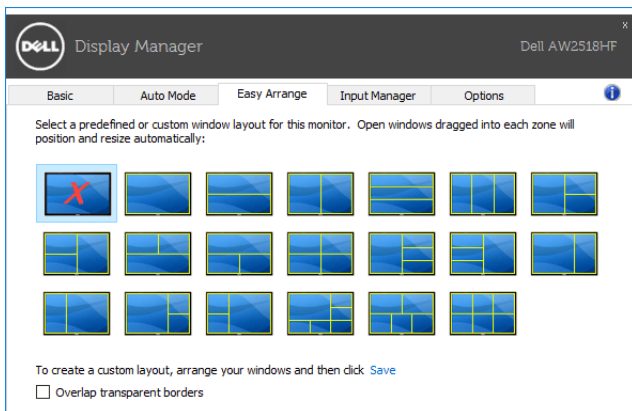 DELL Display Manager Dell AW2518HF
x
Basic Auto Mode Easy Arrange Input Manager Options
Select a predefined or custom window layout for this monitor. Open windows dragged into each zone will
position and resize automatically:
X
To create a custom layout, arrange your windows and then click Save
Overlap transparent borders